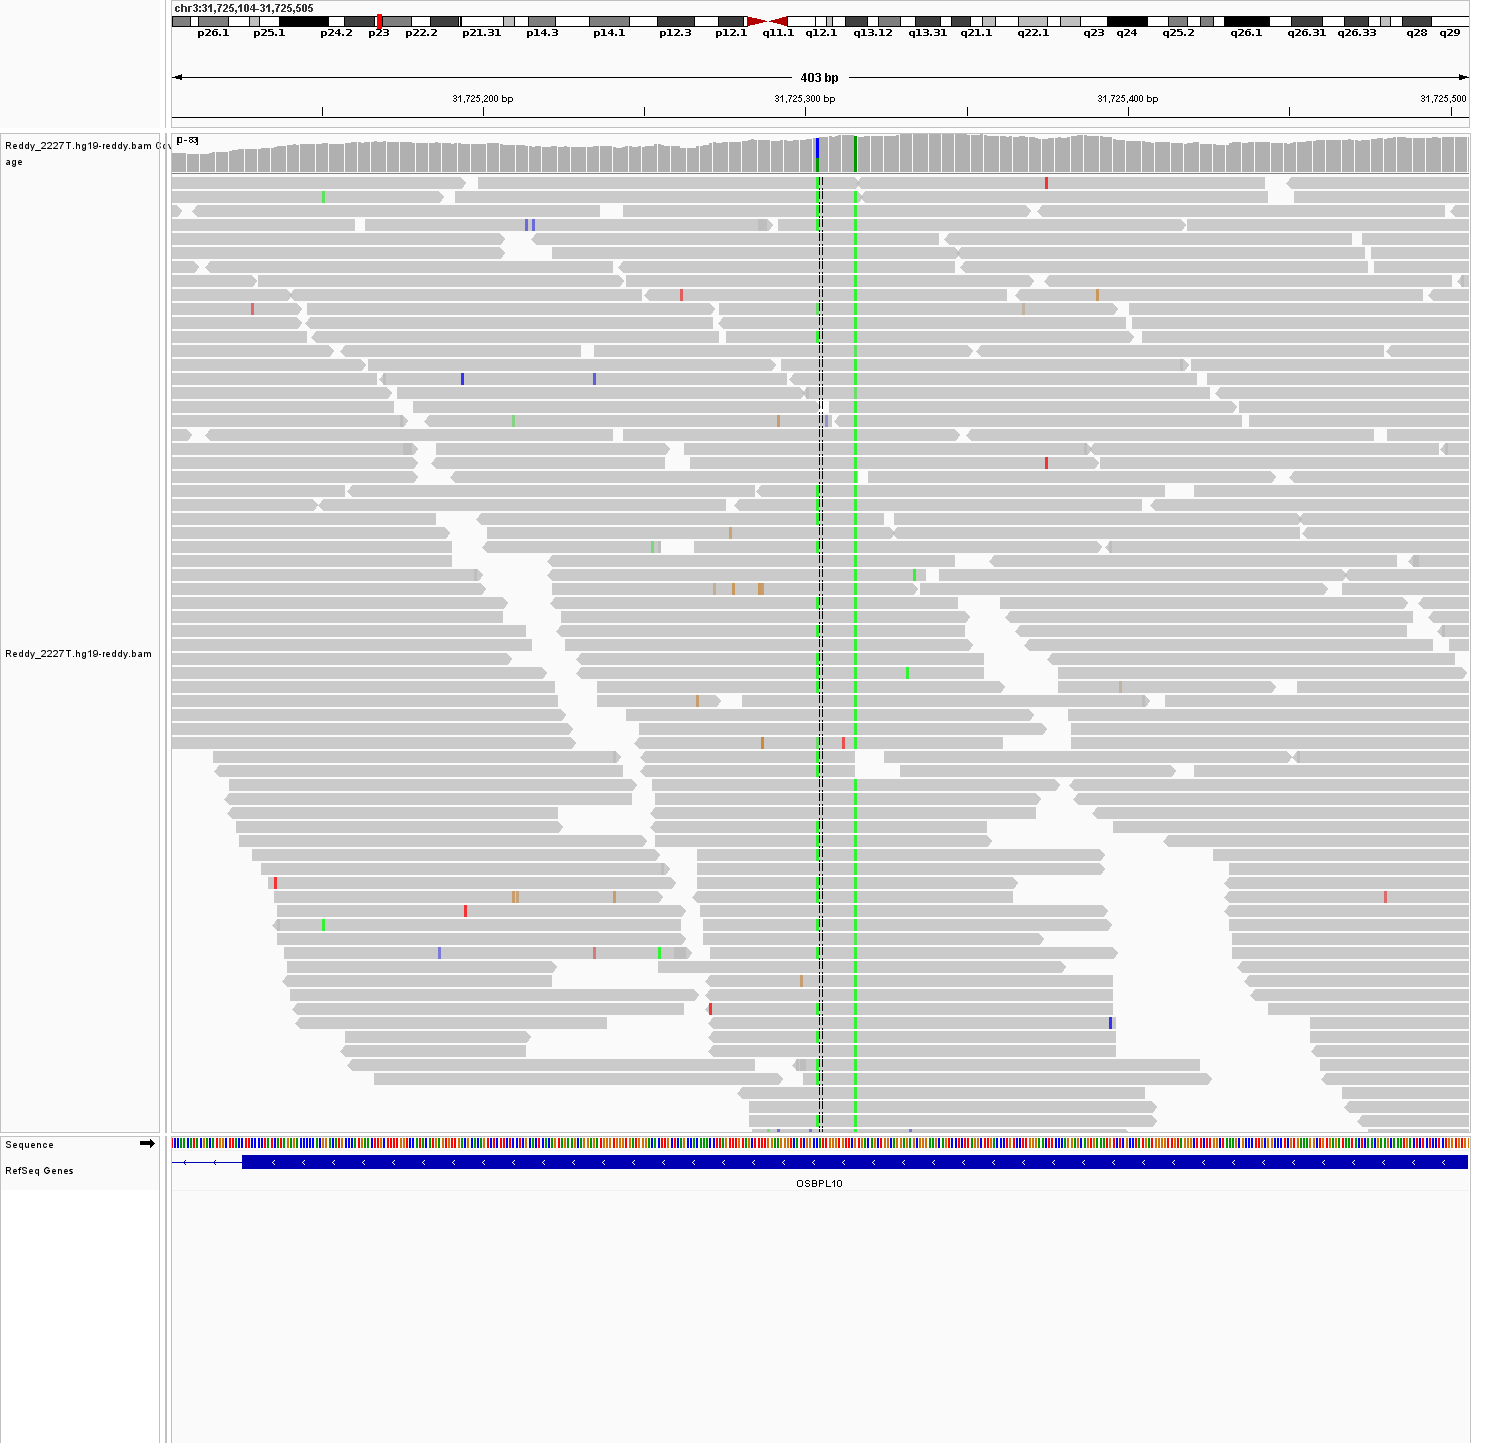 chr3:31,725,104-31,725,505
p26.1 p25.1 p24.2 p23 p22.2 p21.31 p14.3 p14.1 p12.3 p12.1 q11.1 q12.1 q13.12 q13.31 q21.1 q22.1 q23 q24 q25.2 q26.1 q26.31 q26.33 q28 q29
403 bp
31,725,200 bp 31,725,300 bp 31,725,400 bp 31,725,500
[0 - 83]
Reddy_2227T.hg19-reddy.bam Cov
age
Reddy_2227T.hg19-reddy.bam
Sequence
RefSeq Genes
OSBPL10